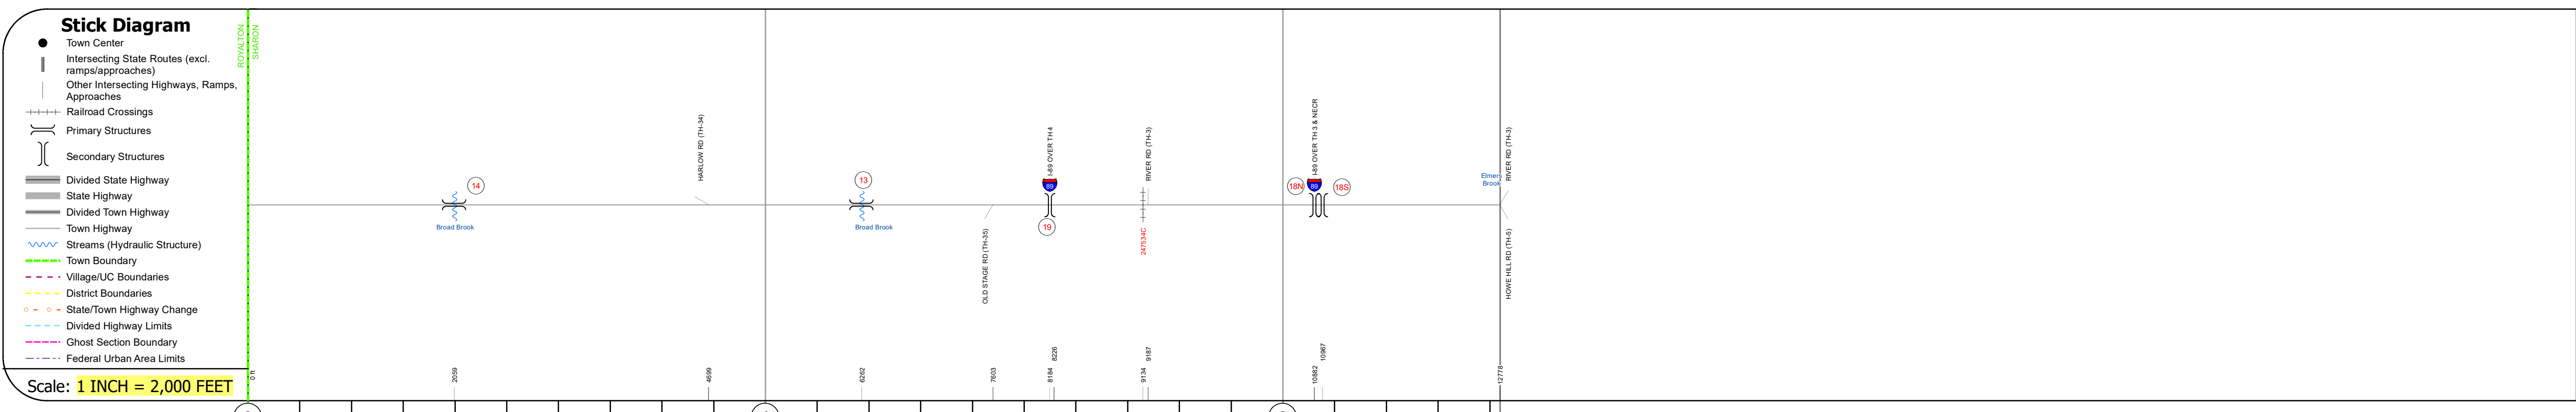 Stick Diagram
Town Center
Intersecting State Routes (excl.
ramps/approaches)
Other Intersecting Highways, Ramps,
Approaches
Railroad Crossings
Primary Structures
Secondary Structures
Divided State Highway
State Highway
Divided Town Highway
Town Highway
Streams (Hydraulic Structure)
Town Boundary
Village/UC Boundaries
District Boundaries
State/Town Highway Change
Divided Highway Limits
Ghost Section Boundary
Federal Urban Area Limits
Scale: 1 INCH = 2,000 FEET
ROYALTON
SHARON
0 ft
14
Broad Brook
2059
HARLOW RD (TH-34)
4699
13
Broad Brook
6262
OLD STAGE RD (TH-35)
7603
I-89 OVER TH 4
89
19
8184
8226
RIVER RD (TH-3)
247534C
9134
9187
I-89 OVER TH 3 & NECR
18N
89
18S
10882
10967
Elmers
Brook
RIVER RD (TH-3)
HOWE HILL RD (TH-5)
12778